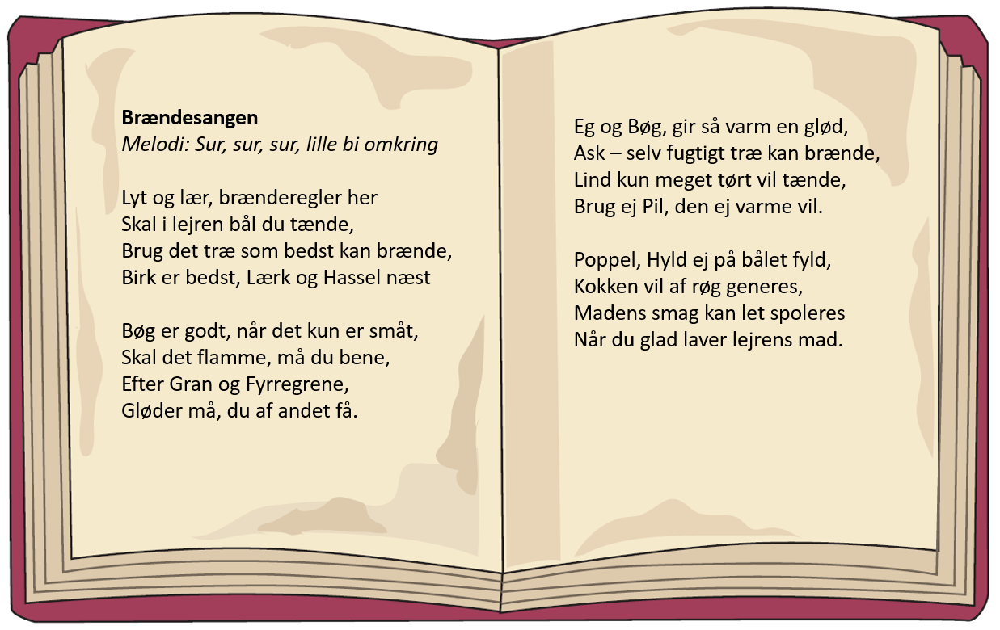 Brændesangen
Melodi: Sur, sur, sur, lille bi omkring
Lyt og lær, brænderegler her
Skal i lejren bål du tænde,
Brug det træ som bedst kan brænde,
Birk er bedst, Lærk og Hassel næst
Bøg er godt, når det kun er småt,
Skal det flamme, må du bene,
Efter Gran og Fyrregrene,
Gløder må, du af andet få.
Eg og Bøg, gir så varm en glød,
Ask – selv fugtigt træ kan brænde,
Lind kun meget tørt vil tænde,
Brug ej Pil, den ej varme vil.
Poppel, Hyld ej på bålet fyld,
Kokken vil af røg generes,
Madens smag kan let spoleres
Når du glad laver lejrens mad.